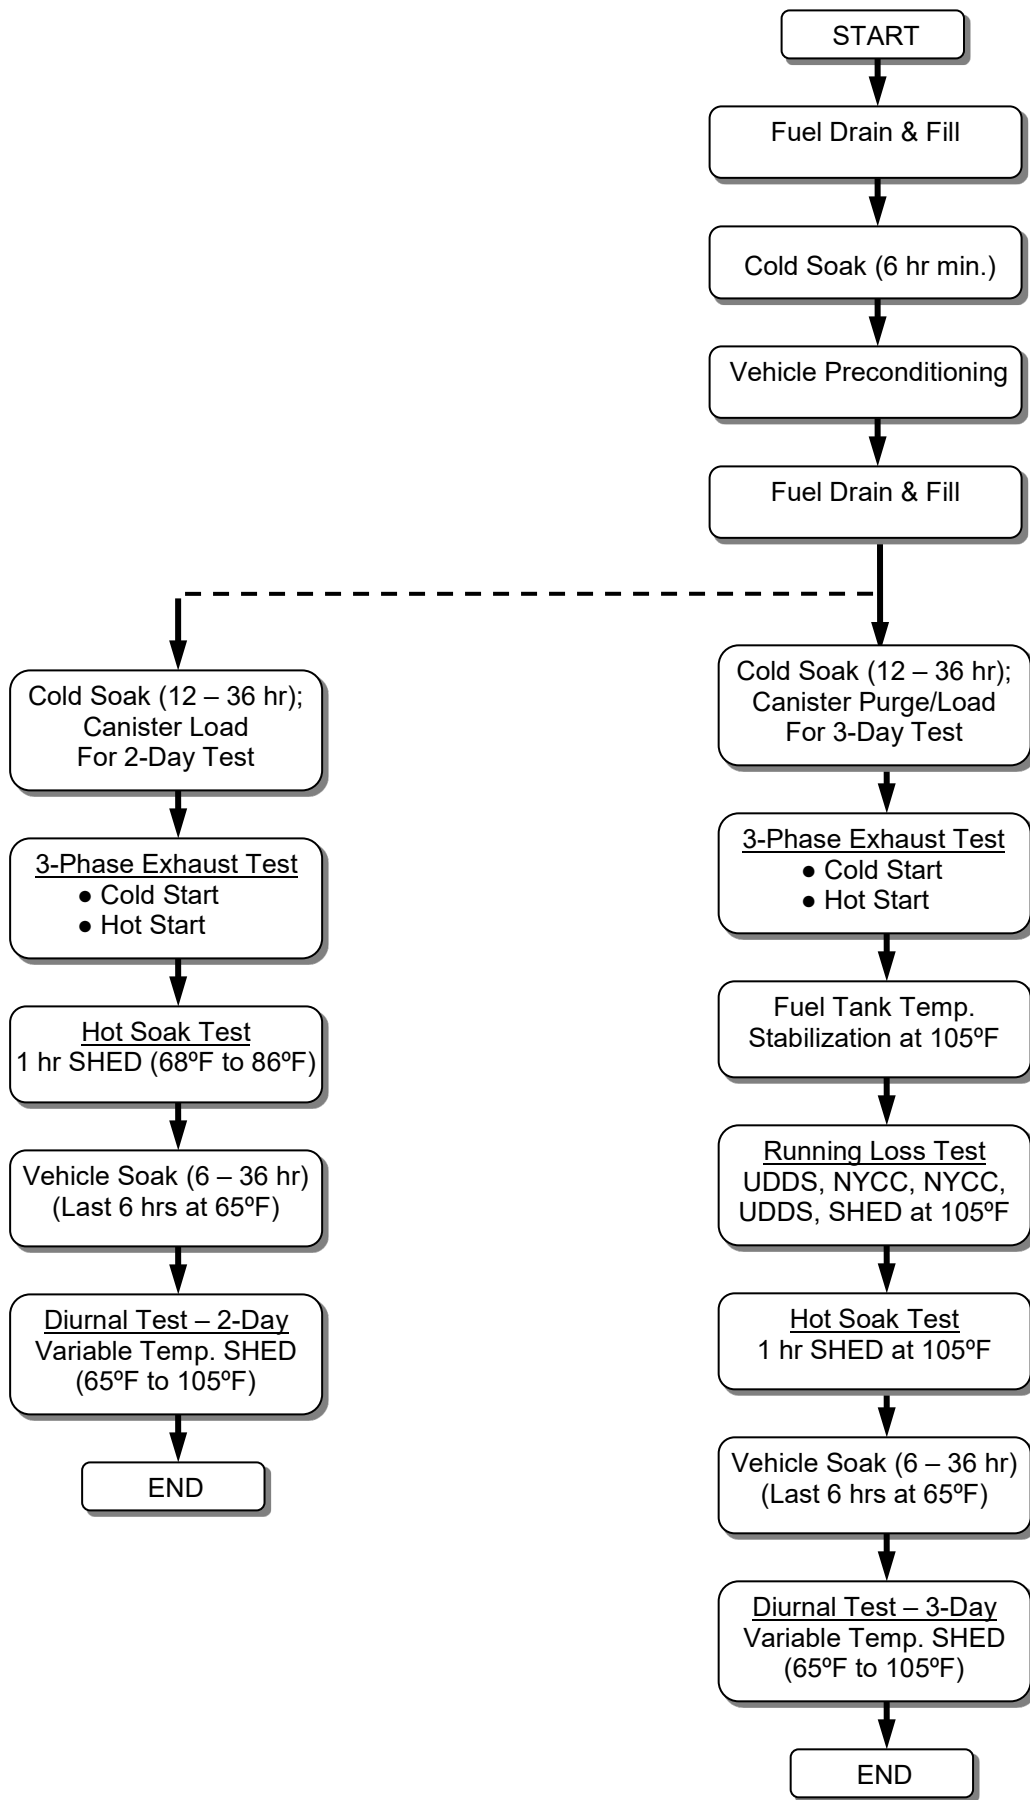 START
Fuel Drain & Fill
Cold Soak (6 hr min.)
Vehicle Preconditioning
Fuel Drain & Fill
Cold Soak (12 – 36 hr);
Canister Load
For 2-Day Test
3-Phase Exhaust Test
● Cold Start
● Hot Start
Hot Soak Test
1 hr SHED (68ºF to 86ºF)
Vehicle Soak (6 – 36 hr)
(Last 6 hrs at 65ºF)
Diurnal Test – 2-Day
Variable Temp. SHED
(65ºF to 105ºF)
END
Cold Soak (12 – 36 hr);
Canister Purge/Load
For 3-Day Test
3-Phase Exhaust Test
● Cold Start
● Hot Start
Fuel Tank Temp.
Stabilization at 105ºF
Running Loss Test
UDDS, NYCC, NYCC,
UDDS, SHED at 105ºF
Hot Soak Test
1 hr SHED at 105ºF
Vehicle Soak (6 – 36 hr)
(Last 6 hrs at 65ºF)
Diurnal Test – 3-Day
Variable Temp. SHED
(65ºF to 105ºF)
END